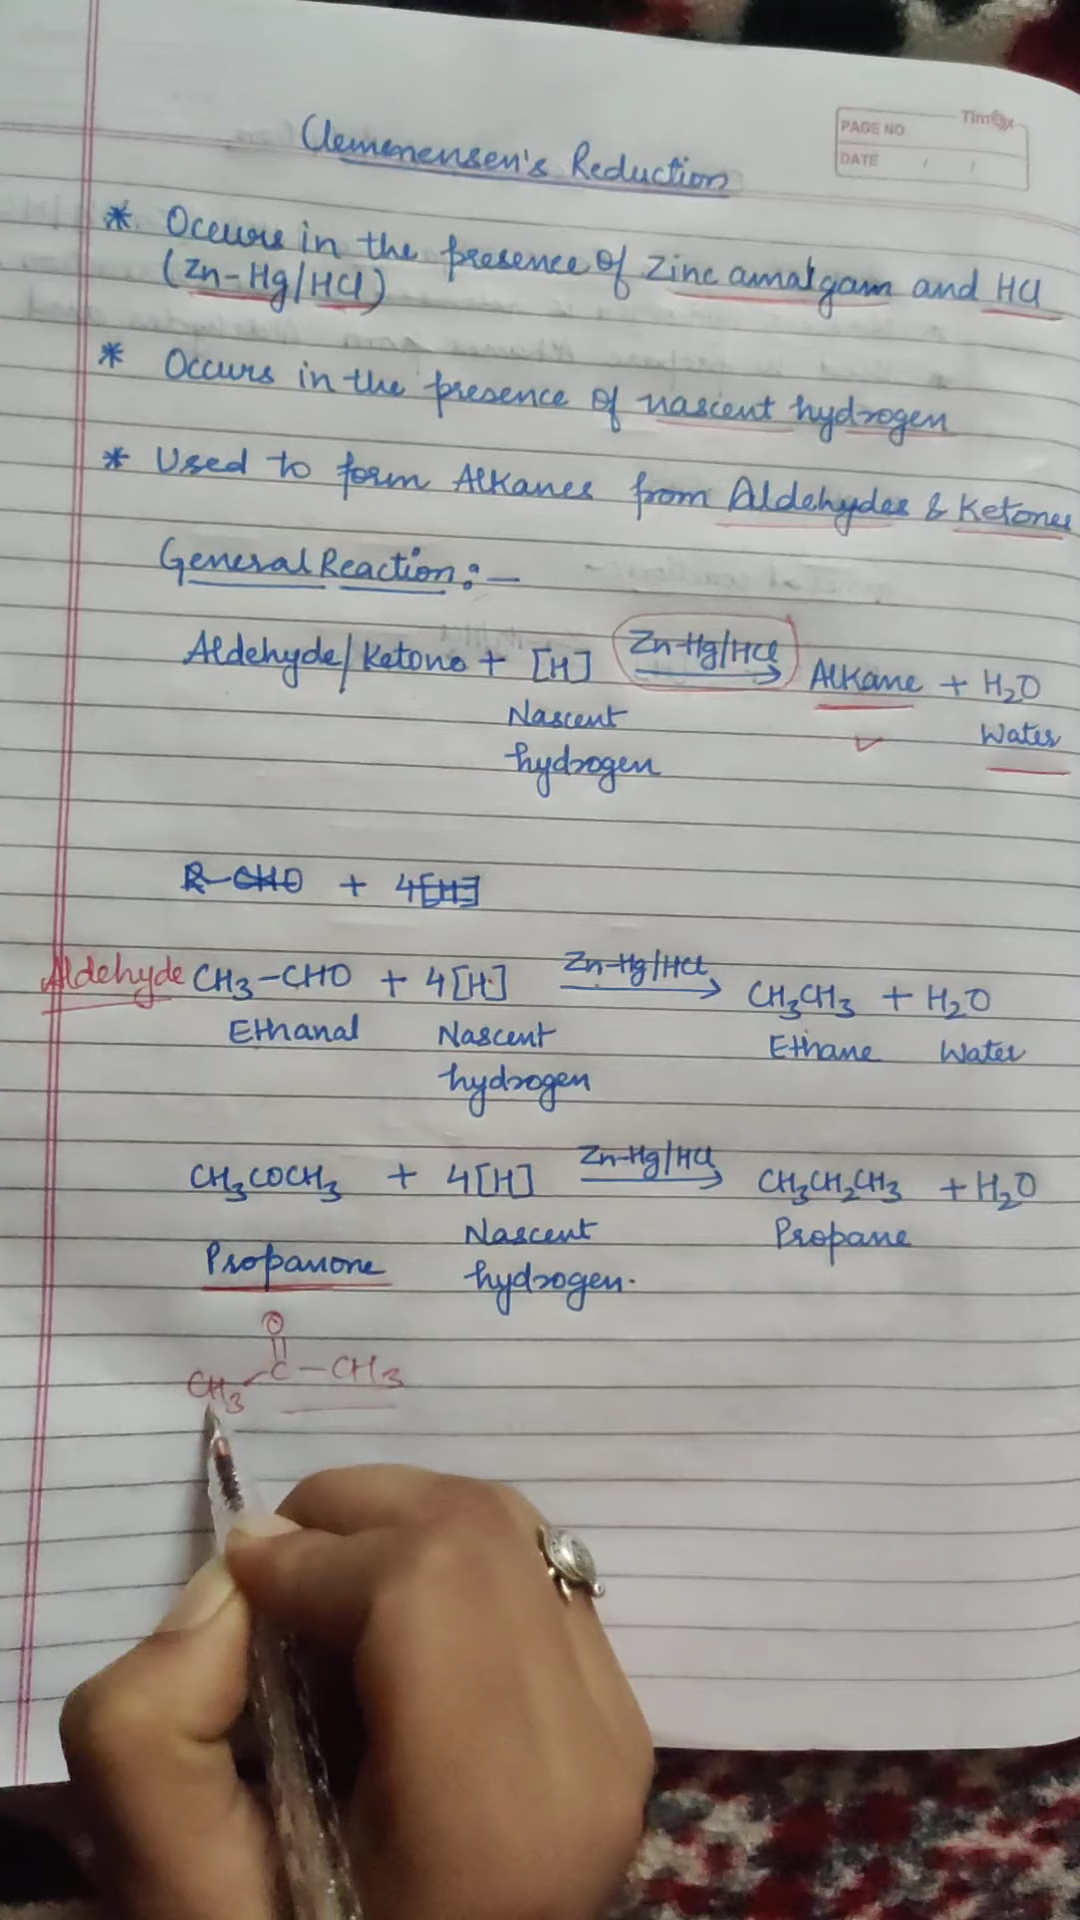 Timex
PAGE NO
DATE / /
Clemenensen's Reduction
* Occurs in the presence of Zinc amalgam and HCl
(Zn-Hg/HCl)
* Occurs in the presence of nascent hydrogen
* Used to form Alkanes from Aldehydes & Ketones
General Reaction:-
Aldehyde/Ketone + [H] Zn-Hg/HCl → Alkane + H₂O
Nascent hydrogen Water
R-CHO + 4[H]
Aldehyde CH₃-CHO + 4[H] Zn-Hg/HCl → CH₃CH₃ + H₂O
Ethanal Nascent hydrogen Ethane Water
CH₃COCH₃ + 4[H] Zn-Hg/HCl → CH₃CH₂CH₃ + H₂O
Propanone Nascent hydrogen. Propane
O
CH₃-C-CH₃